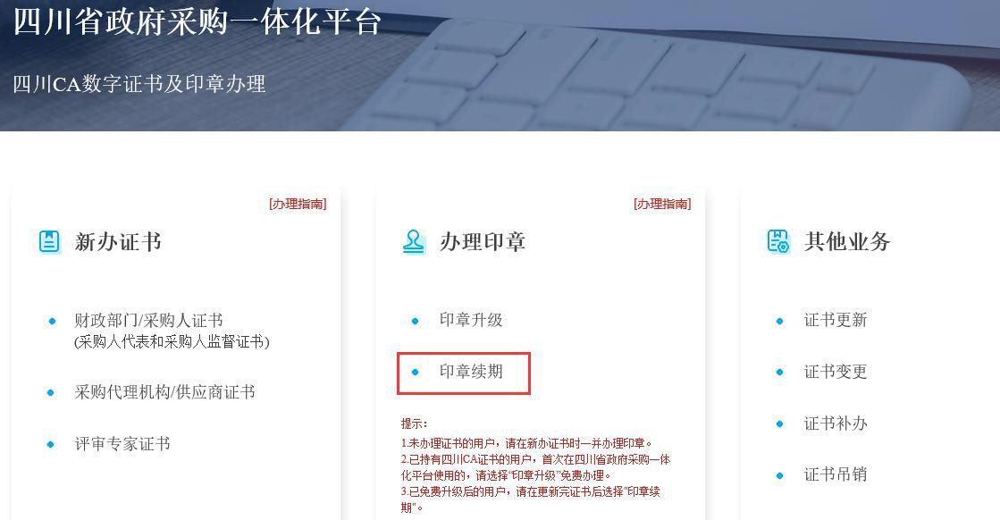 四川省政府采购一体化平台
四川CA数字证书及印章办理
[办理指南]
新办证书
财政部门/采购人证书
(采购人代表和采购人监督证书)
采购代理机构/供应商证书
评审专家证书
[办理指南]
办理印章
印章升级
印章续期
提示：
1.未办理证书的用户，请在新办证书时一并办理印章。
2.已持有四川CA证书的用户，首次在四川省政府采购一体
化平台使用的，请选择“印章升级”免费办理。
3.已免费升级后的用户，请在更新完证书后选择"印章续
期"。
其他业务
证书更新
证书变更
证书补办
证书吊销